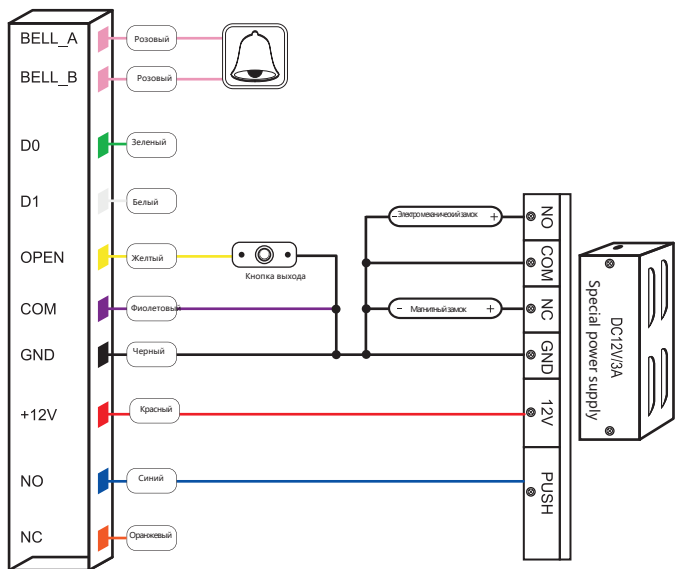 BELL_A
Розовый
BELL_B
Розовый
D0
Зеленый
D1
Белый
OPEN
Желтый
Кнопка выхода
COM
Фиолетовый
GND
Черный
+12V
Красный
NO
Синий
NC
Оранжевый
- Электромеханический замок +
- Магнитный замок +
NO
COM
NC
GND
12V
PUSH
DC12V/3A
Special power supply